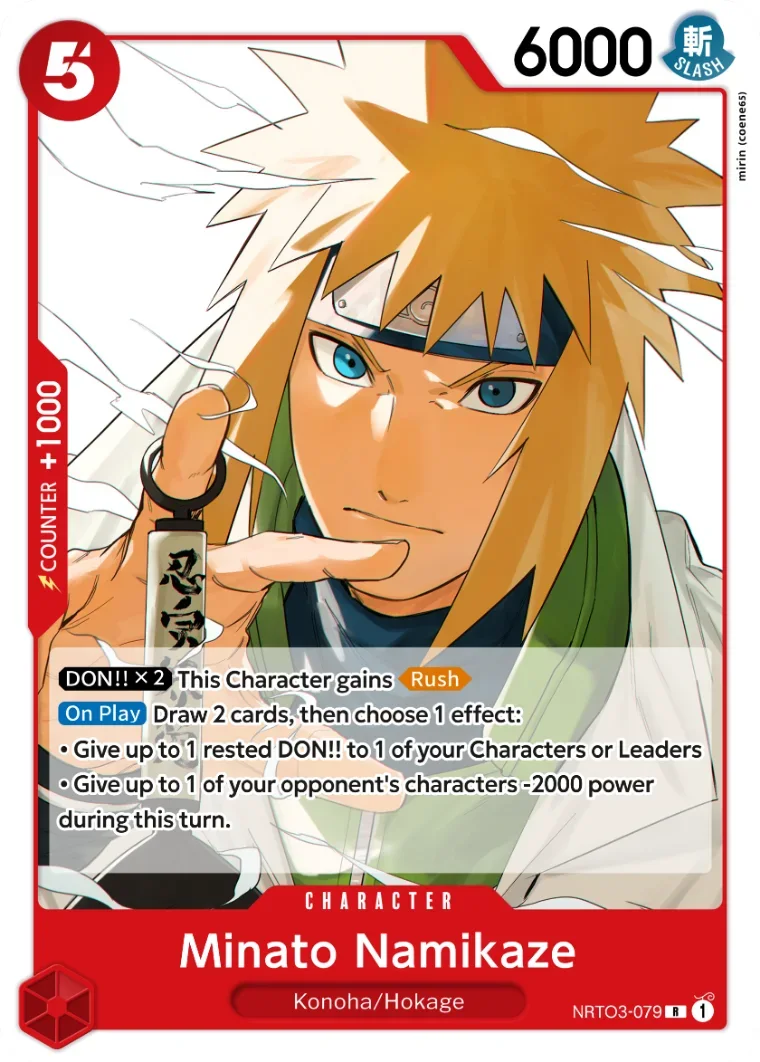 5
6000
斬
SLASH
mirin (coene65)
COUNTER +1000
忍
DON!! × 2 This Character gains Rush
On Play Draw 2 cards, then choose 1 effect:
• Give up to 1 rested DON!! to 1 of your Characters or Leaders
• Give up to 1 of your opponent's characters -2000 power
during this turn.
CHARACTER
Minato Namikaze
Konoha/Hokage
NRTO3-079 R 1